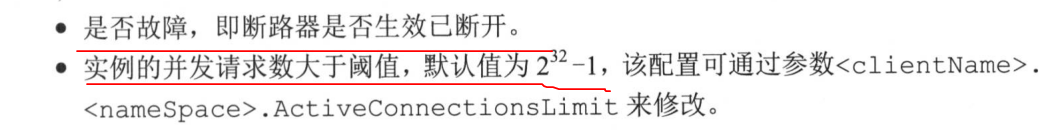 • 是否故障，即断路器是否生效已断开。
• 实例的并发请求数大于阈值，默认值为 2³²-1，该配置可通过参数<clientName>.
<nameSpace>.ActiveConnectionsLimit 来修改。